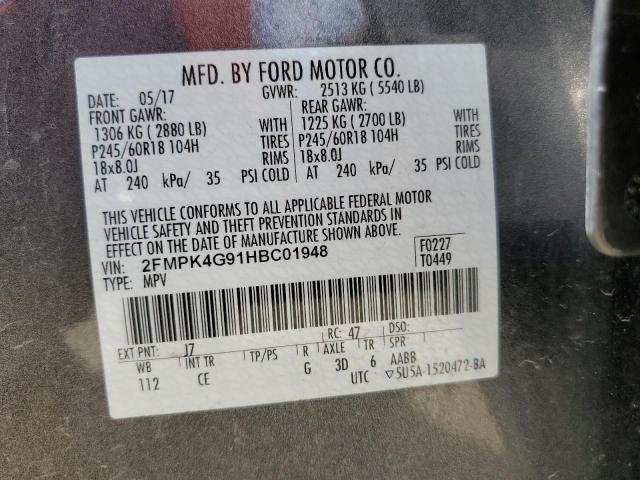 MFD. BY FORD MOTOR CO.
DATE: 05/17 GVWR: 2513 KG ( 5540 LB)
FRONT GAWR: REAR GAWR:
1306 KG ( 2880 LB) WITH 1225 KG ( 2700 LB) WITH
P245/60R18 104H TIRES P245/60R18 104H TIRES
18x8.0J RIMS 18x8.0J RIMS
AT 240 kPa/ 35 PSI COLD AT 240 kPa/ 35 PSI COLD
THIS VEHICLE CONFORMS TO ALL APPLICABLE FEDERAL MOTOR
VEHICLE SAFETY AND THEFT PREVENTION STANDARDS IN
EFFECT ON THE DATE OF MANUFACTURE SHOWN ABOVE.
VIN: 2FMPK4G91HBC01948 F0227
TYPE: MPV T0449
EXT PNT: J7 RC: 47 DSO:
WB INT TR TP/PS R AXLE TR SPR
112 CE G 3D 6 AABB
UTC ▽5U5A-1520472-BA